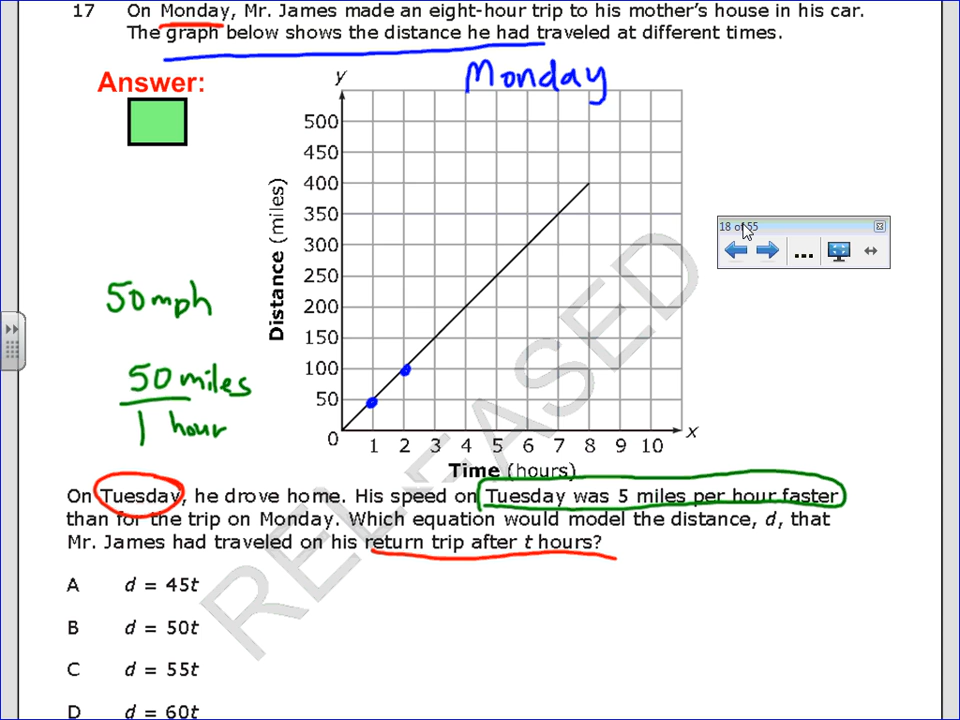 17 On Monday, Mr. James made an eight-hour trip to his mother's house in his car.
The graph below shows the distance he had traveled at different times.
Answer:
Monday
y
500
450
400
350
300
250
200
150
100
50
0
Distance (miles)
1 2 3 4 5 6 7 8 9 10
x
Time (hours)
18 of 55
...
50mph
50 miles
1 hour
RELEASED
On Tuesday, he drove home. His speed on Tuesday was 5 miles per hour faster
than for the trip on Monday. Which equation would model the distance, d, that
Mr. James had traveled on his return trip after t hours?
A d = 45t
B d = 50t
C d = 55t
D d = 60t